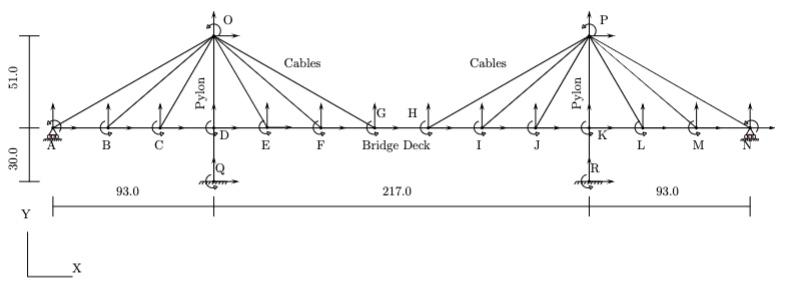 O
P
51.0
Cables
Cables
Pylon
Pylon
G
H
A
B
C
D
E
F
Bridge Deck
I
J
K
L
M
N
30.0
Q
R
93.0
217.0
93.0
Y
X